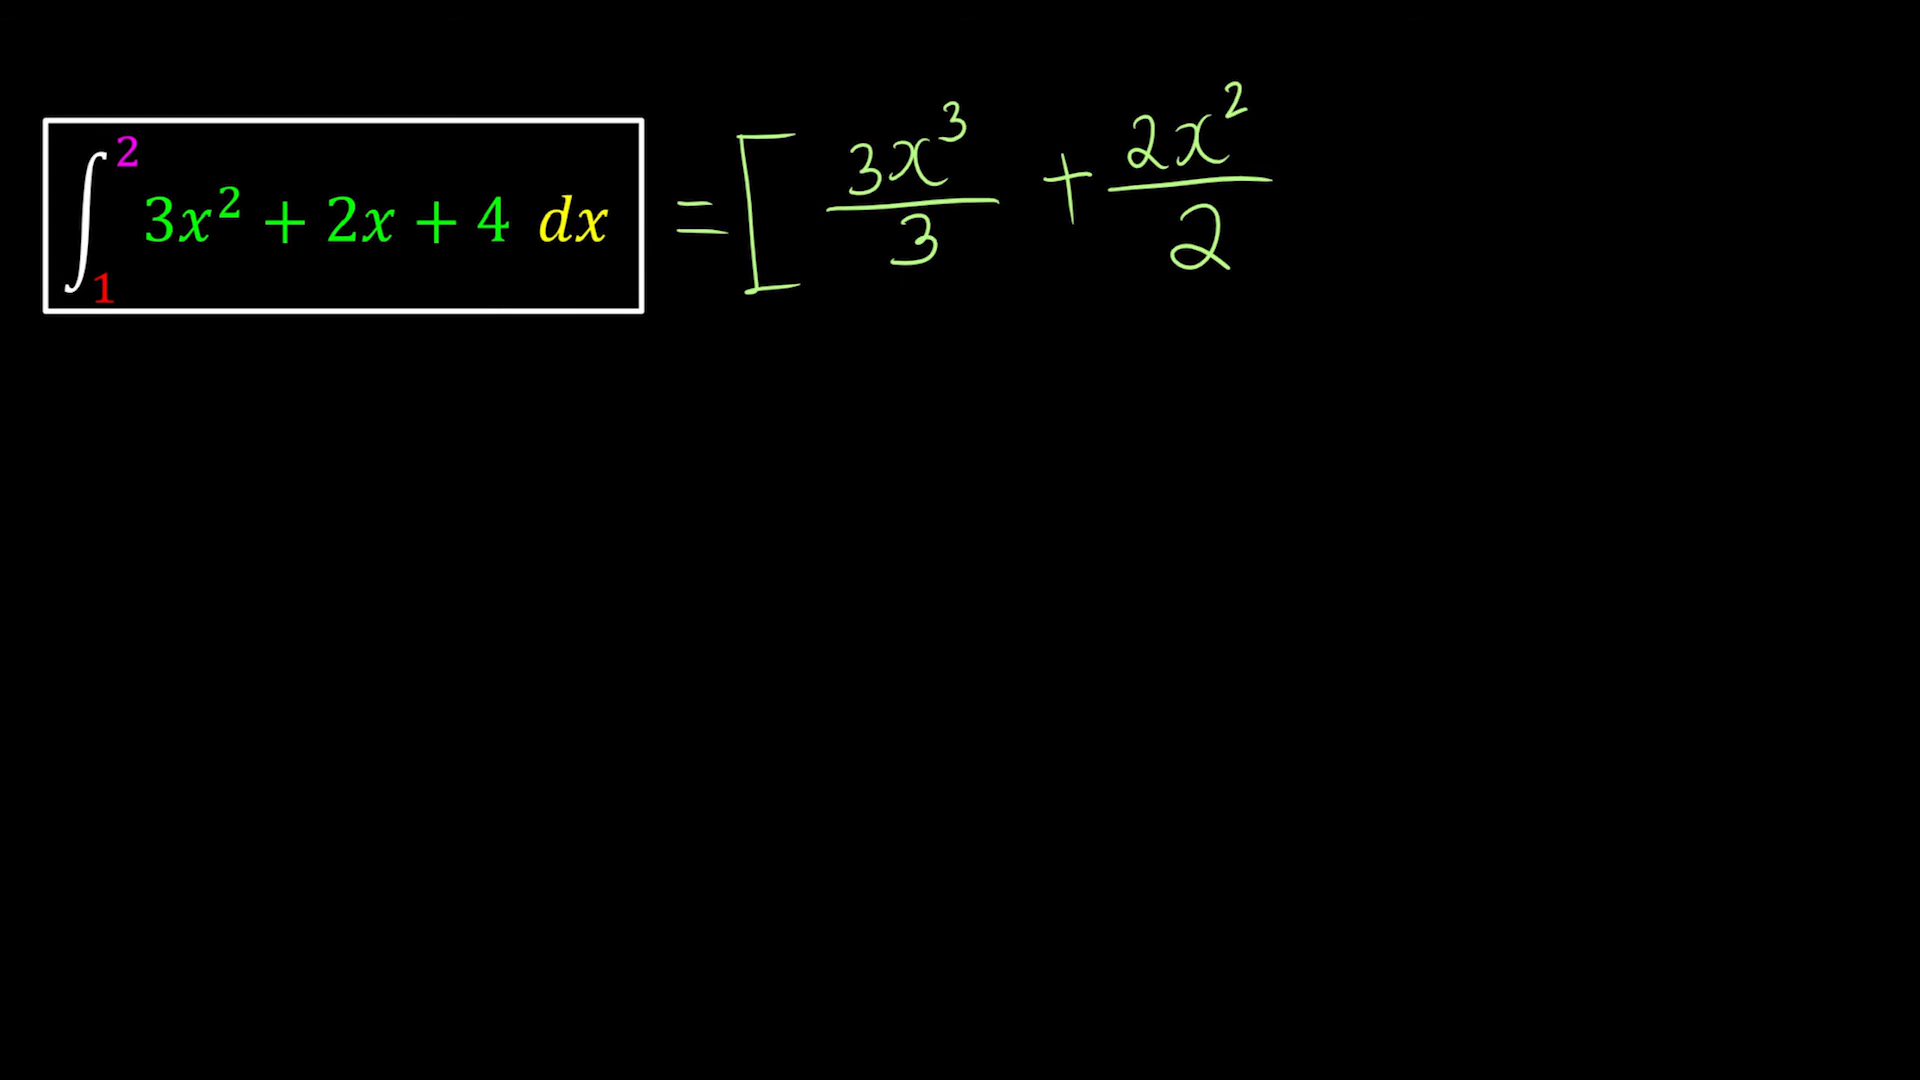 ∫₁² 3x² + 2x + 4 dx = [ 3x³/3 + 2x²/2